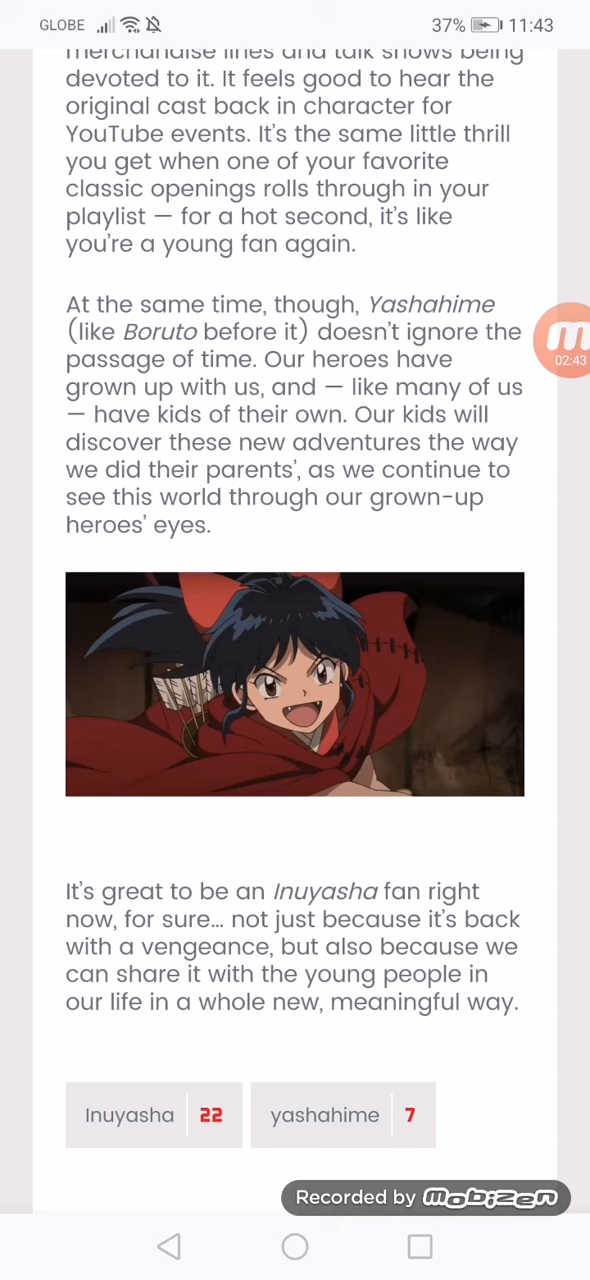 GLOBE 37% 11:43
merchandise lines and talk shows being
devoted to it. It feels good to hear the
original cast back in character for
YouTube events. It’s the same little thrill
you get when one of your favorite
classic openings rolls through in your
playlist — for a hot second, it’s like
you’re a young fan again.
At the same time, though, Yashahime
(like Boruto before it) doesn’t ignore the
passage of time. Our heroes have
grown up with us, and — like many of us
— have kids of their own. Our kids will
discover these new adventures the way
we did their parents’, as we continue to
see this world through our grown-up
heroes’ eyes.
02:43
It’s great to be an Inuyasha fan right
now, for sure… not just because it’s back
with a vengeance, but also because we
can share it with the young people in
our life in a whole new, meaningful way.
Inuyasha 22 yashahime 7
Recorded by mobizen